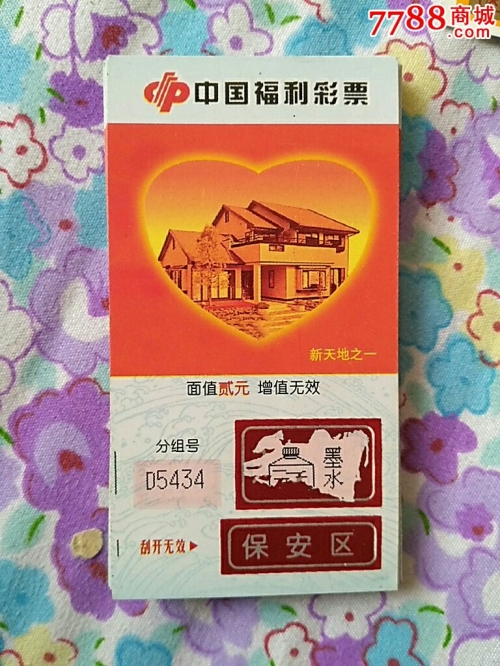 7788商城
.com
中国福利彩票
新天地之一
面值贰元 增值无效
分组号
D5434
墨水
刮开无效▶
保安区